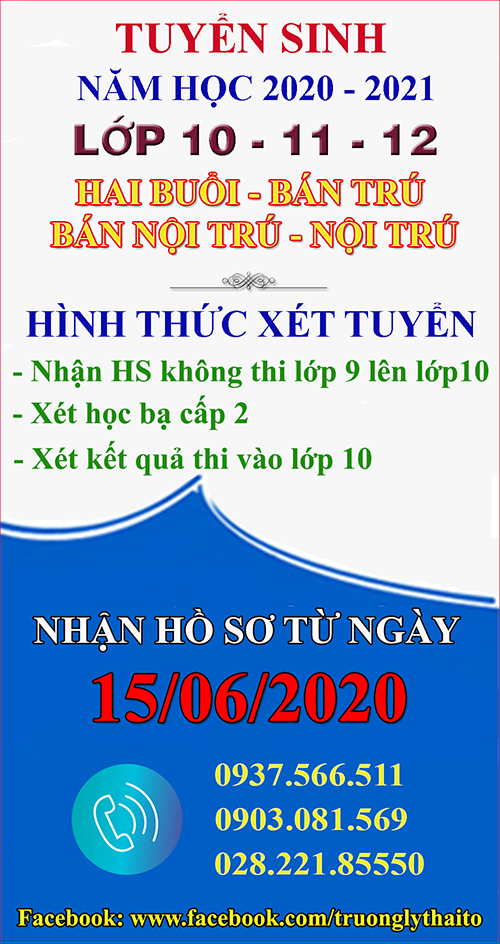 TUYỂN SINH
NĂM HỌC 2020 - 2021
LỚP 10 - 11 - 12
HAI BUỔI - BÁN TRÚ
BÁN NỘI TRÚ - NỘI TRÚ
HÌNH THỨC XÉT TUYỂN
- Nhận HS không thi lớp 9 lên lớp10
- Xét học bạ cấp 2
- Xét kết quả thi vào lớp 10
NHẬN HỒ SƠ TỪ NGÀY
15/06/2020
0937.566.511
0903.081.569
028.221.85550
Facebook: www.facebook.com/truonglythaito